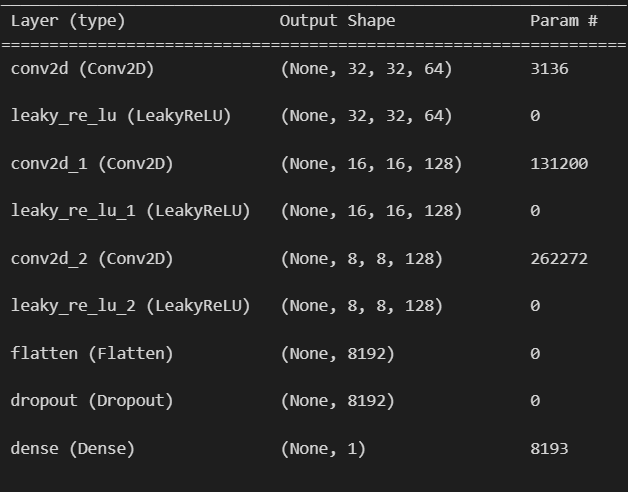 Layer (type) Output Shape Param #
=================================================================
conv2d (Conv2D) (None, 32, 32, 64) 3136
leaky_re_lu (LeakyReLU) (None, 32, 32, 64) 0
conv2d_1 (Conv2D) (None, 16, 16, 128) 131200
leaky_re_lu_1 (LeakyReLU) (None, 16, 16, 128) 0
conv2d_2 (Conv2D) (None, 8, 8, 128) 262272
leaky_re_lu_2 (LeakyReLU) (None, 8, 8, 128) 0
flatten (Flatten) (None, 8192) 0
dropout (Dropout) (None, 8192) 0
dense (Dense) (None, 1) 8193